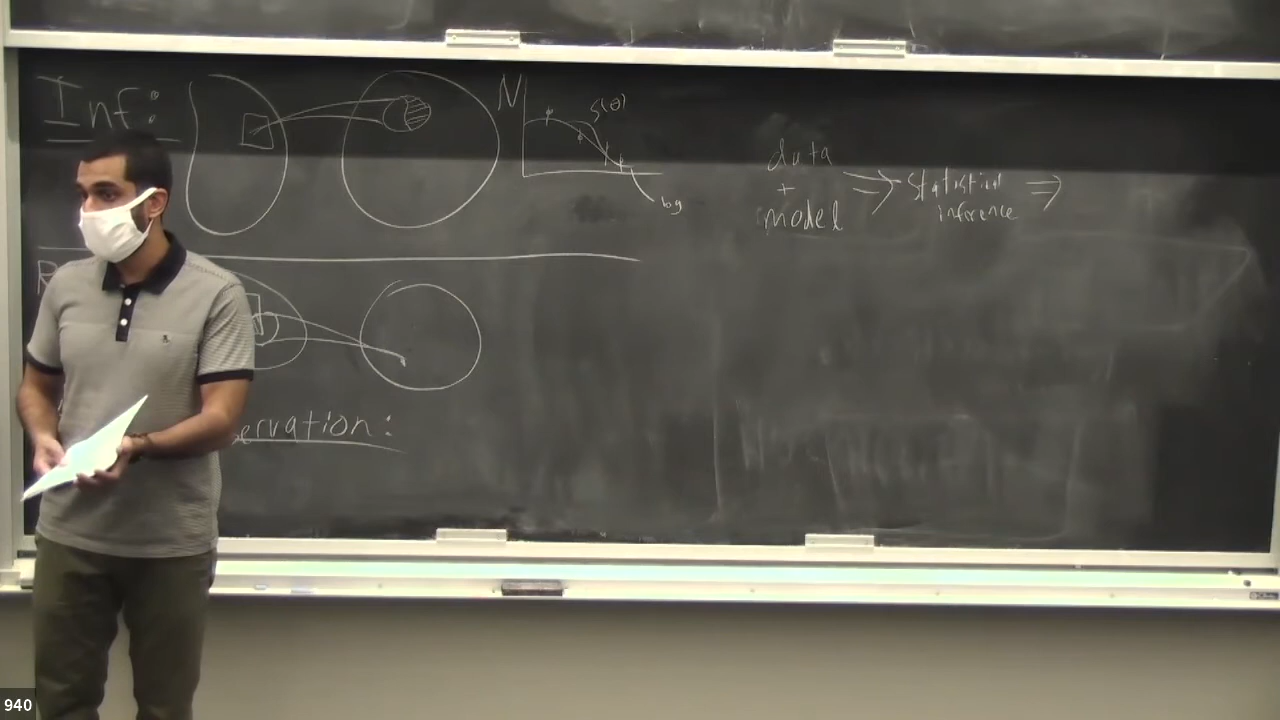 Inf:
N
S(θ)
bg
data
+
model
⇒ statistical
inference ⇒
R
ervation:
940